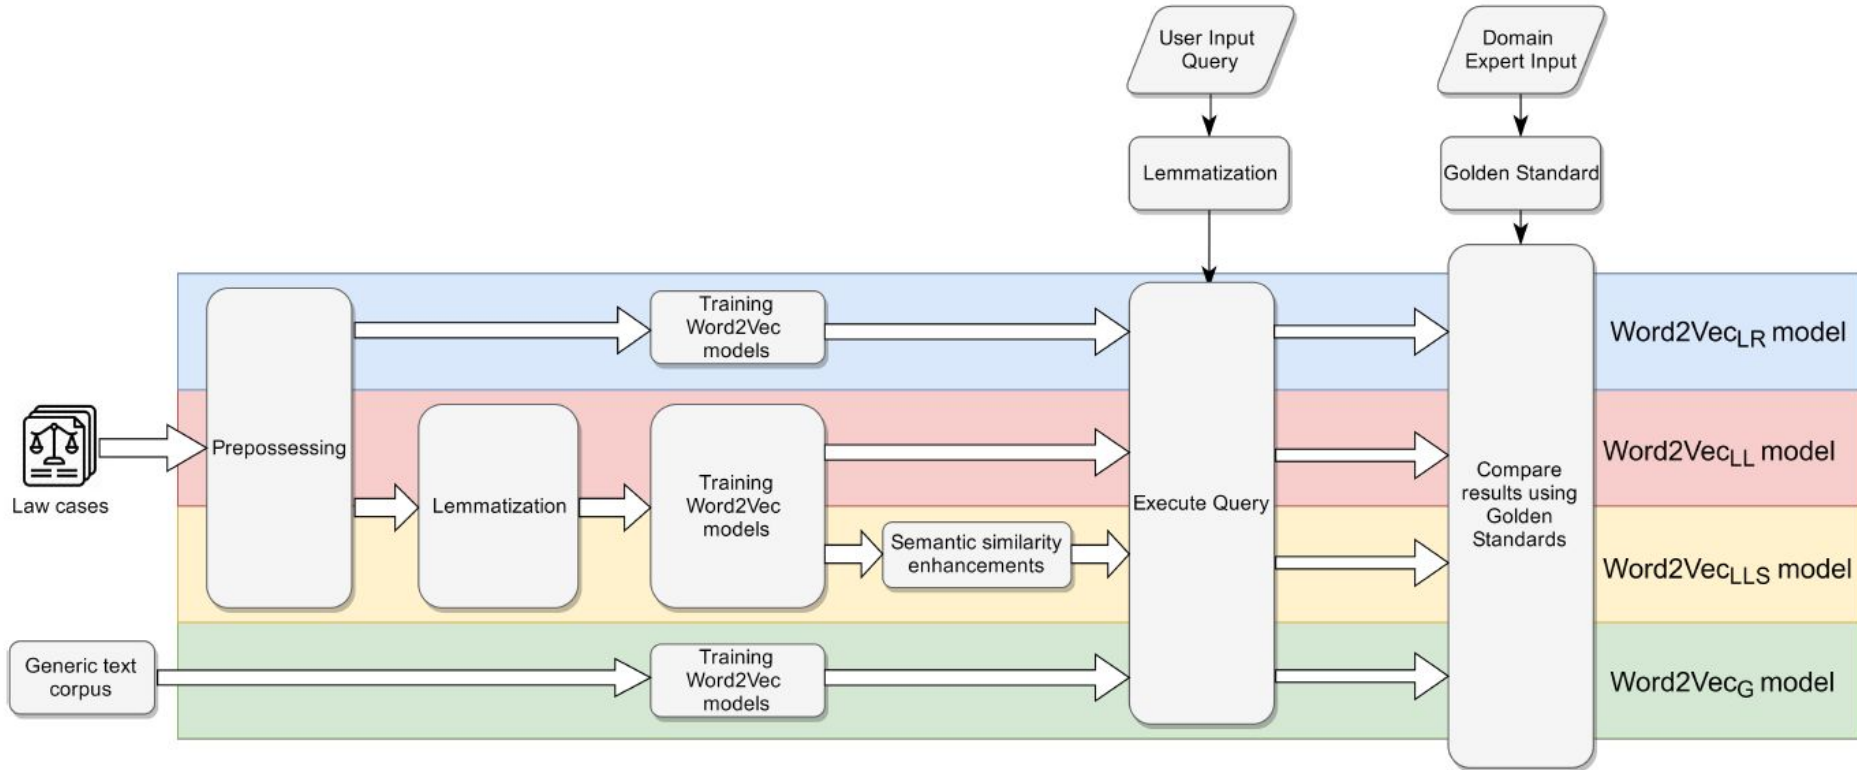 User Input
Query
Domain
Expert Input
Lemmatization
Golden Standard
Training
Word2Vec
models
Word2VecLR model
Law cases
Prepossessing
Lemmatization
Training
Word2Vec
models
Semantic similarity
enhancements
Execute Query
Compare
results using
Golden
Standards
Word2VecLL model
Word2VecLLS model
Generic text
corpus
Training
Word2Vec
models
Word2VecG model